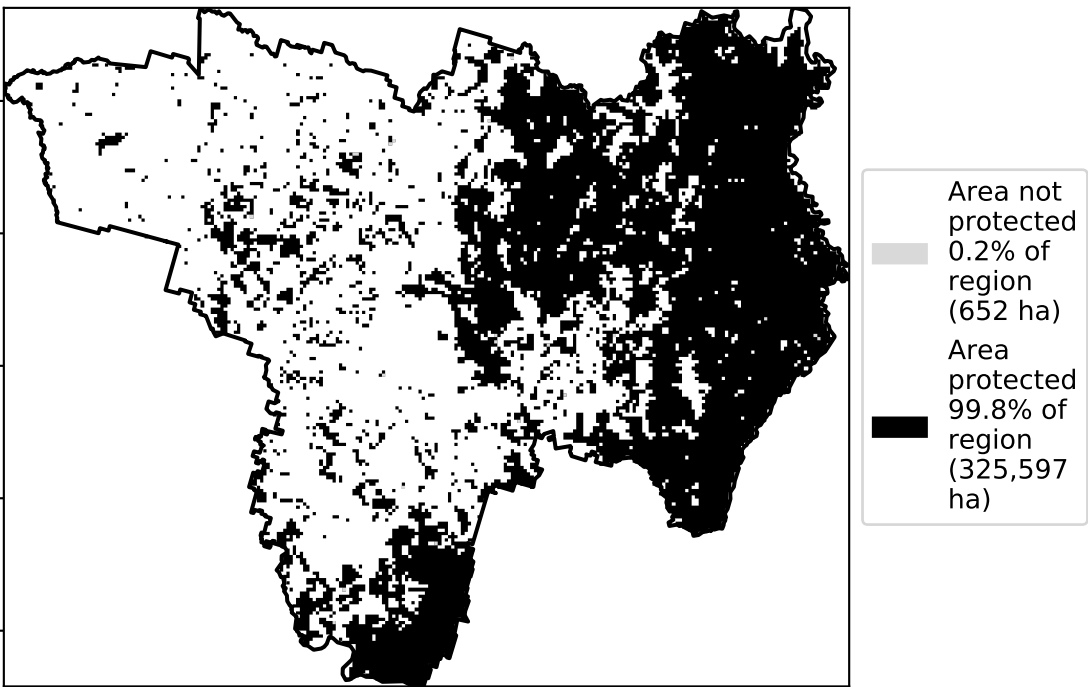 Area not
protected
0.2% of
region
(652 ha)
Area
protected
99.8% of
region
(325,597
ha)